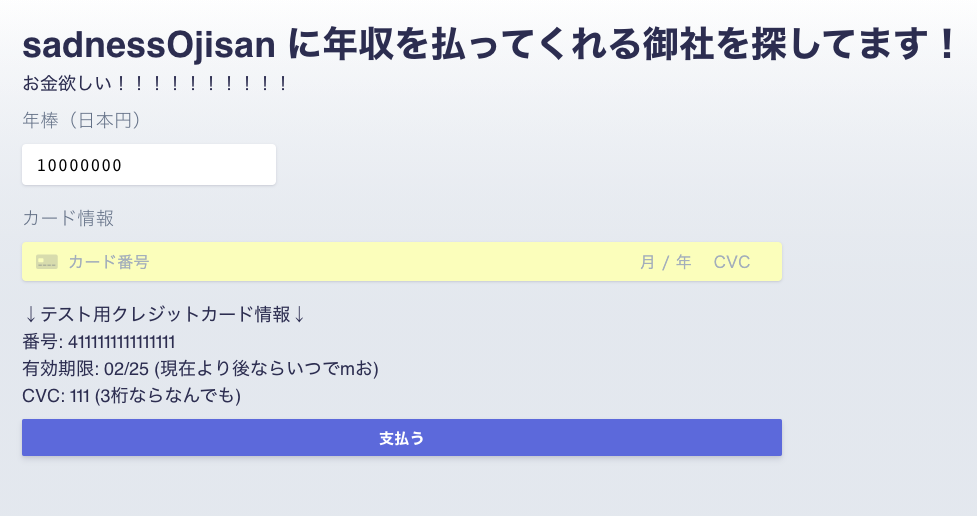 sadnessOjisan に年収を払ってくれる御社を探してます！
お金欲しい！！！！！！！！！！
年棒（日本円）
10000000
カード情報
カード番号 月 / 年 CVC
↓テスト用クレジットカード情報↓
番号: 4111111111111111
有効期限: 02/25 (現在より後ならいつでmお)
CVC: 111 (3桁ならなんでも)
支払う